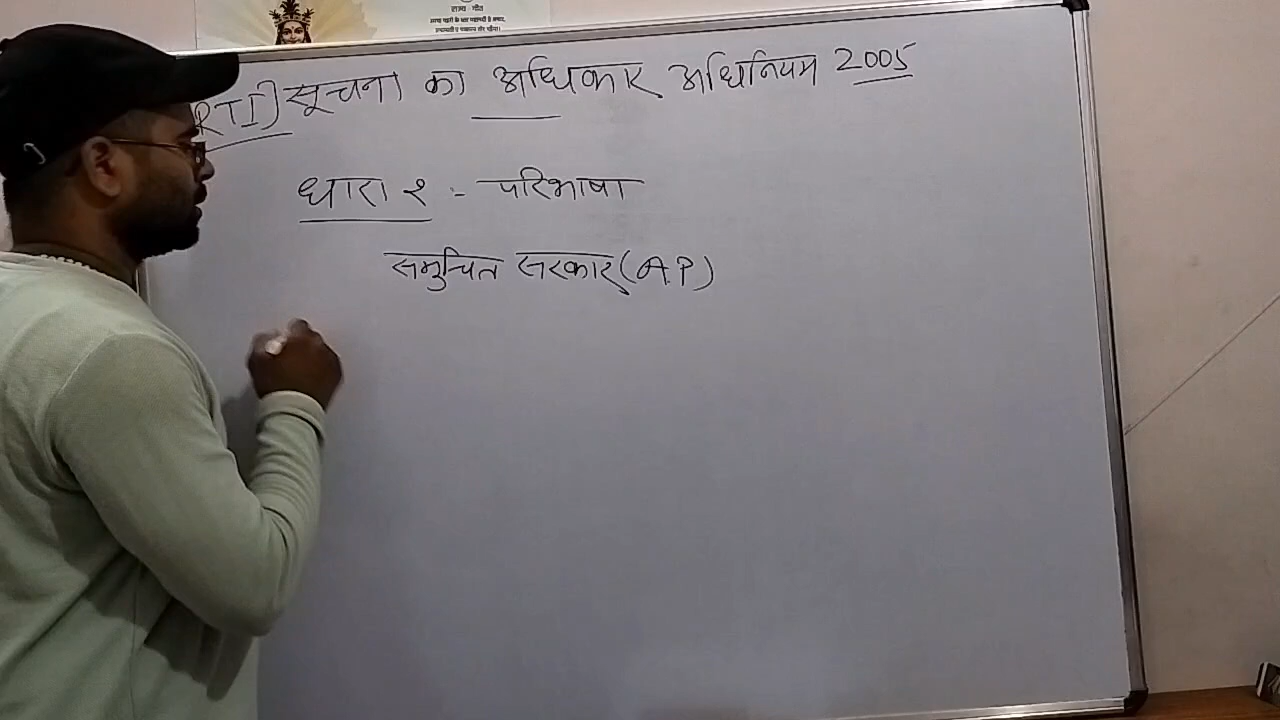 राज्य गीत
RTI) सूचना का अधिकार अधिनियम 2005
धारा २ :- परिभाषा
समुचित सरकार (A.P)